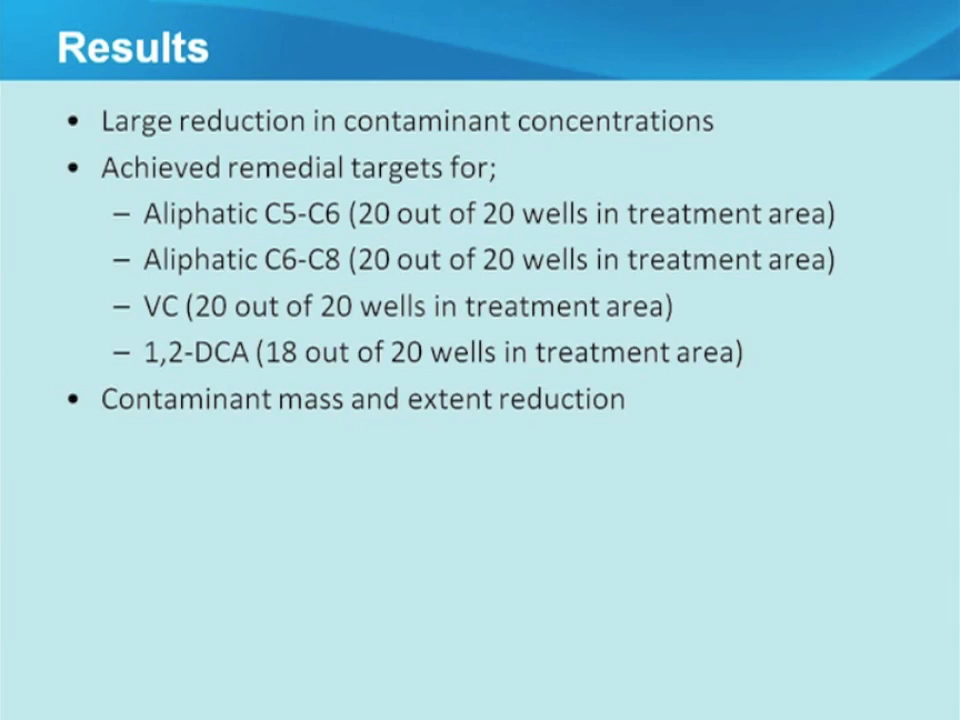 Results
• Large reduction in contaminant concentrations
• Achieved remedial targets for;
– Aliphatic C5-C6 (20 out of 20 wells in treatment area)
– Aliphatic C6-C8 (20 out of 20 wells in treatment area)
– VC (20 out of 20 wells in treatment area)
– 1,2-DCA (18 out of 20 wells in treatment area)
• Contaminant mass and extent reduction